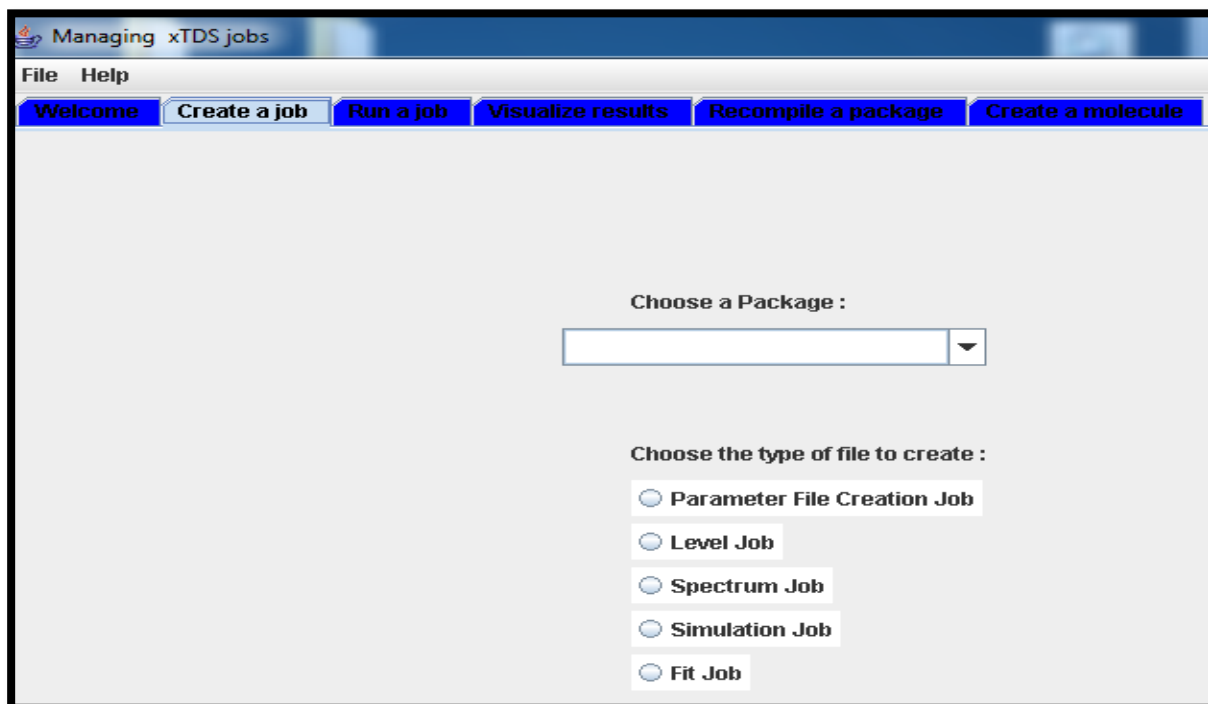 Managing xTDS jobs
File Help
Welcome Create a job Run a job Visualize results Recompile a package Create a molecule
Choose a Package :
Choose the type of file to create :
Parameter File Creation Job
Level Job
Spectrum Job
Simulation Job
Fit Job